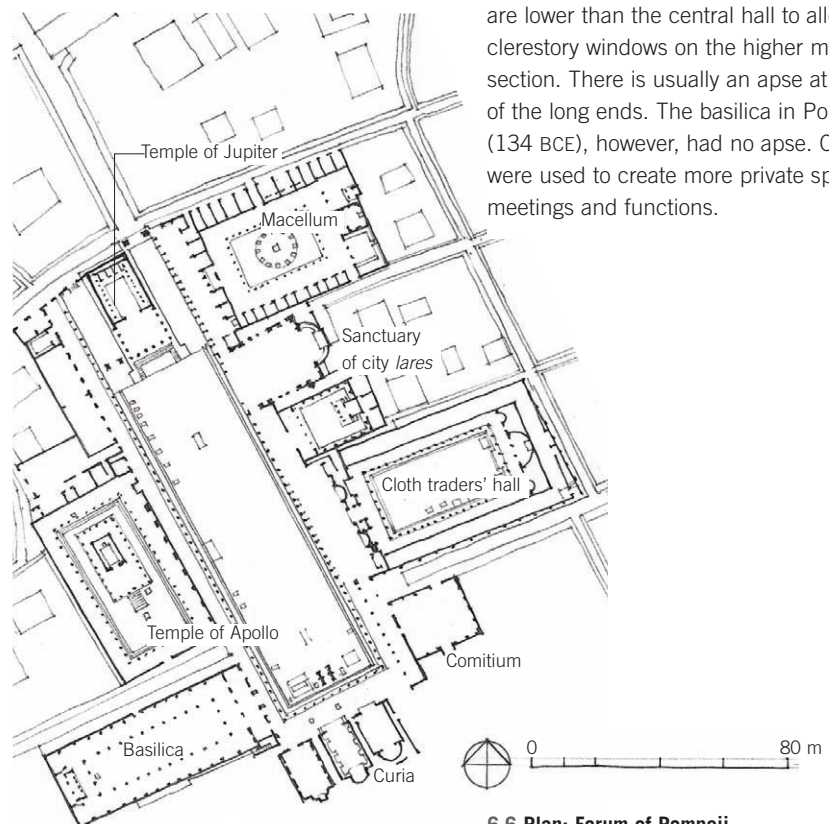 are lower than the central hall to
clerestory windows on the higher
section. There is usually an apse at
of the long ends. The basilica in
(134 BCE), however, had no apse.
were used to create more private
meetings and functions.
Temple of Jupiter
Macellum
Sanctuary
of city lares
Cloth traders' hall
Temple of Apollo
Comitium
Basilica
Curia
0 80 m
6.6 Plan: Forum of Pompeii